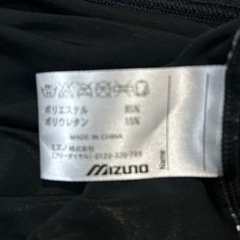 ポリエステル 85%
ポリウレタン 15%
MADE IN CHINA
ミズノ株式会社
(フリーダイヤル) 0120-320-799
mizuno
Name